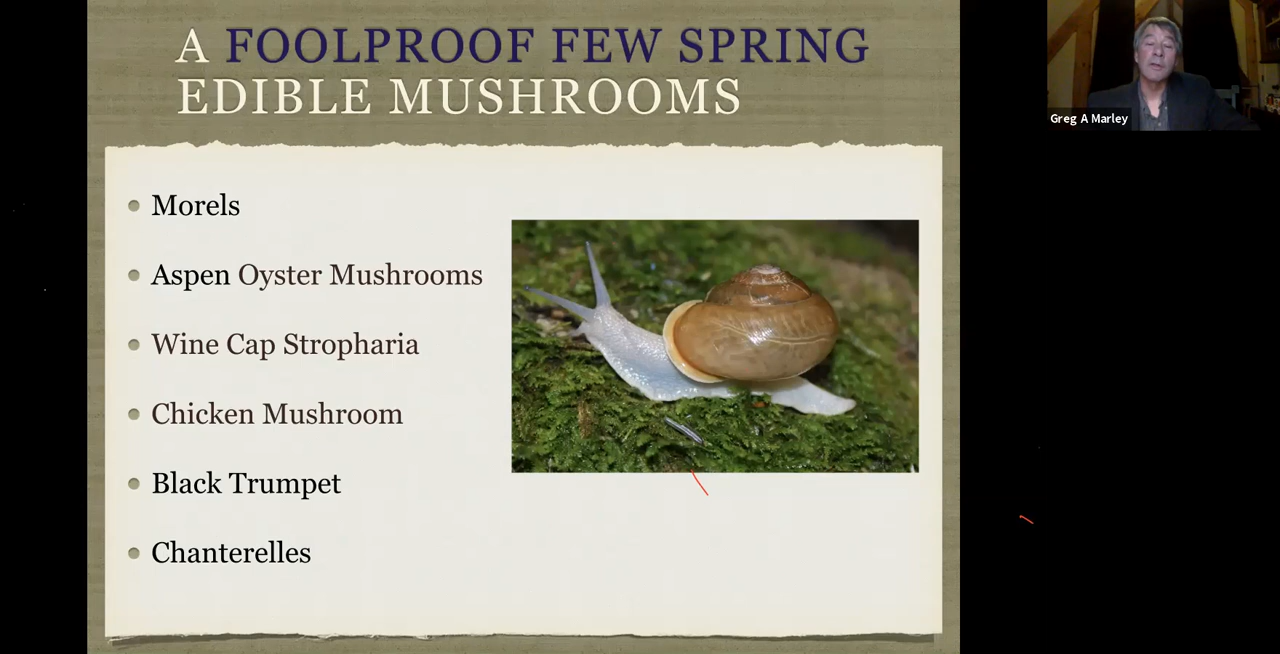 A FOOLPROOF FEW SPRING
EDIBLE MUSHROOMS
Greg A Marley
Morels
Aspen Oyster Mushrooms
Wine Cap Stropharia
Chicken Mushroom
Black Trumpet
Chanterelles